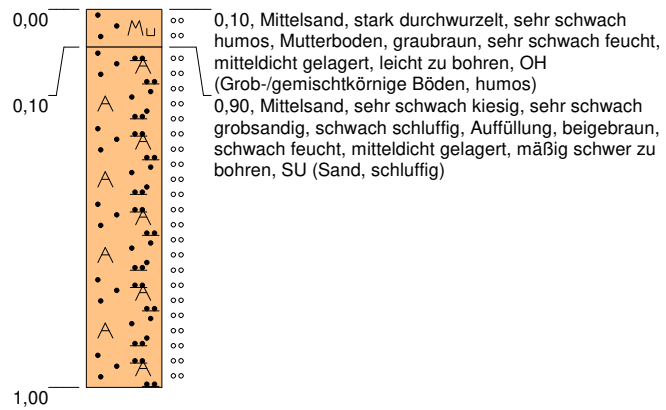 0,00
Mu
0,10, Mittelsand, stark durchwurzelt, sehr schwach
humos, Mutterboden, graubraun, sehr schwach feucht,
mitteldicht gelagert, leicht zu bohren, OH
(Grob-/gemischtkörnige Böden, humos)
0,10
0,90, Mittelsand, sehr schwach kiesig, sehr schwach
grobsandig, schwach schluffig, Auffüllung, beigebraun,
schwach feucht, mitteldicht gelagert, mäßig schwer zu
bohren, SU (Sand, schluffig)
A
A
A
A
A
A
A
A
A
1,00